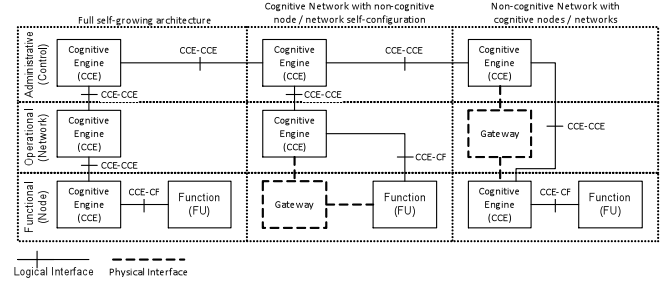 Full self-growing architecture
Cognitive Network with non-cognitive
node / network self-configuration
Non-cognitive Network with
cognitive nodes / networks
Administrative
(Control)
Cognitive
Engine
(CCE)
CCE-CCE
Cognitive
Engine
(CCE)
CCE-CCE
Cognitive
Engine
(CCE)
CCE-CCE
CCE-CCE
Operational
(Network)
Cognitive
Engine
(CCE)
Cognitive
Engine
(CCE)
Gateway
CCE-CCE
CCE-CCE
CCE-CF
Functional
(Node)
Cognitive
Engine
(CCE)
CCE-CF
Function
(FU)
Gateway
Function
(FU)
Cognitive
Engine
(CCE)
CCE-CF
Function
(FU)
Logical Interface
Physical Interface